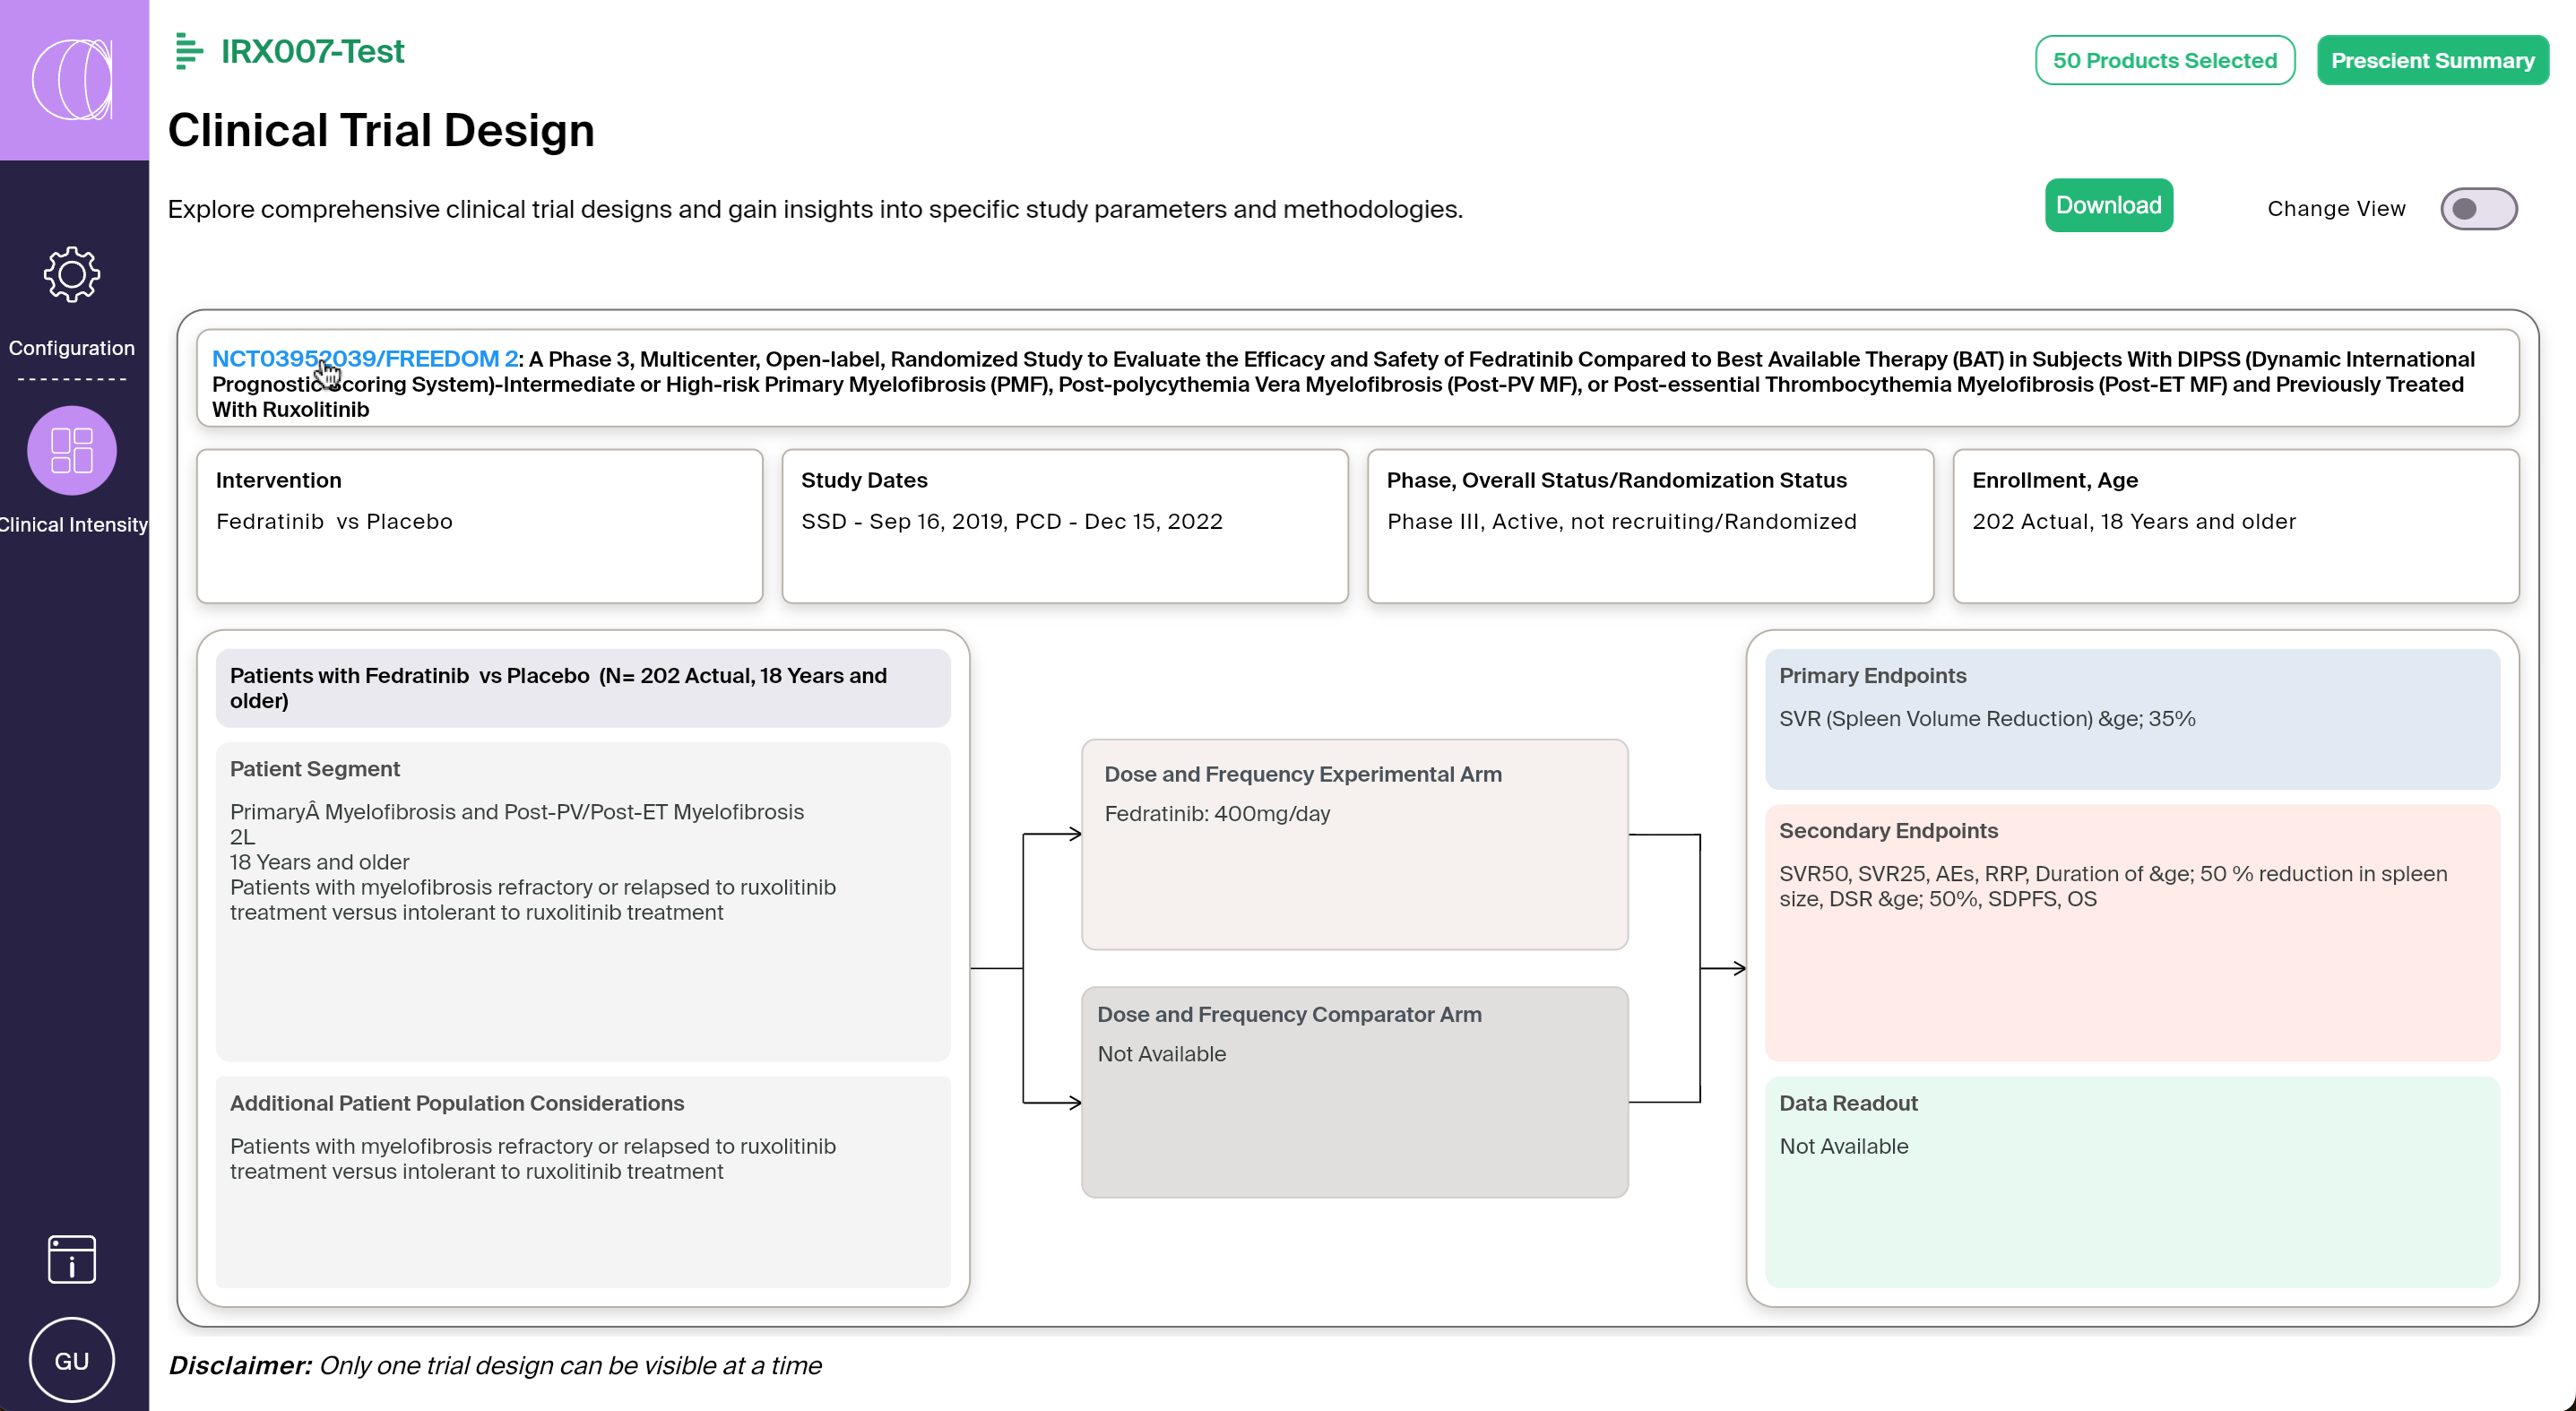 IRX007-Test
50 Products Selected
Prescient Summary
Clinical Trial Design
Explore comprehensive clinical trial designs and gain insights into specific study parameters and methodologies.
Download
Change View
Configuration
Clinical Intensity
NCT03952039/FREEDOM 2: A Phase 3, Multicenter, Open-label, Randomized Study to Evaluate the Efficacy and Safety of Fedratinib Compared to Best Available Therapy (BAT) in Subjects With DIPSS (Dynamic International
Prognostic Scoring System)-Intermediate or High-risk Primary Myelofibrosis (PMF), Post-polycythemia Vera Myelofibrosis (Post-PV MF), or Post-essential Thrombocythemia Myelofibrosis (Post-ET MF) and Previously Treated
With Ruxolitinib
Intervention
Fedratinib vs Placebo
Study Dates
SSD - Sep 16, 2019, PCD - Dec 15, 2022
Phase, Overall Status/Randomization Status
Phase III, Active, not recruiting/Randomized
Enrollment, Age
202 Actual, 18 Years and older
Patients with Fedratinib vs Placebo (N= 202 Actual, 18 Years and
older)
Patient Segment
PrimaryÂ Myelofibrosis and Post-PV/Post-ET Myelofibrosis
2L
18 Years and older
Patients with myelofibrosis refractory or relapsed to ruxolitinib
treatment versus intolerant to ruxolitinib treatment
Additional Patient Population Considerations
Patients with myelofibrosis refractory or relapsed to ruxolitinib
treatment versus intolerant to ruxolitinib treatment
Dose and Frequency Experimental Arm
Fedratinib: 400mg/day
Dose and Frequency Comparator Arm
Not Available
Primary Endpoints
SVR (Spleen Volume Reduction) &ge; 35%
Secondary Endpoints
SVR50, SVR25, AEs, RRP, Duration of &ge; 50 % reduction in spleen
size, DSR &ge; 50%, SDPFS, OS
Data Readout
Not Available
GU
Disclaimer: Only one trial design can be visible at a time